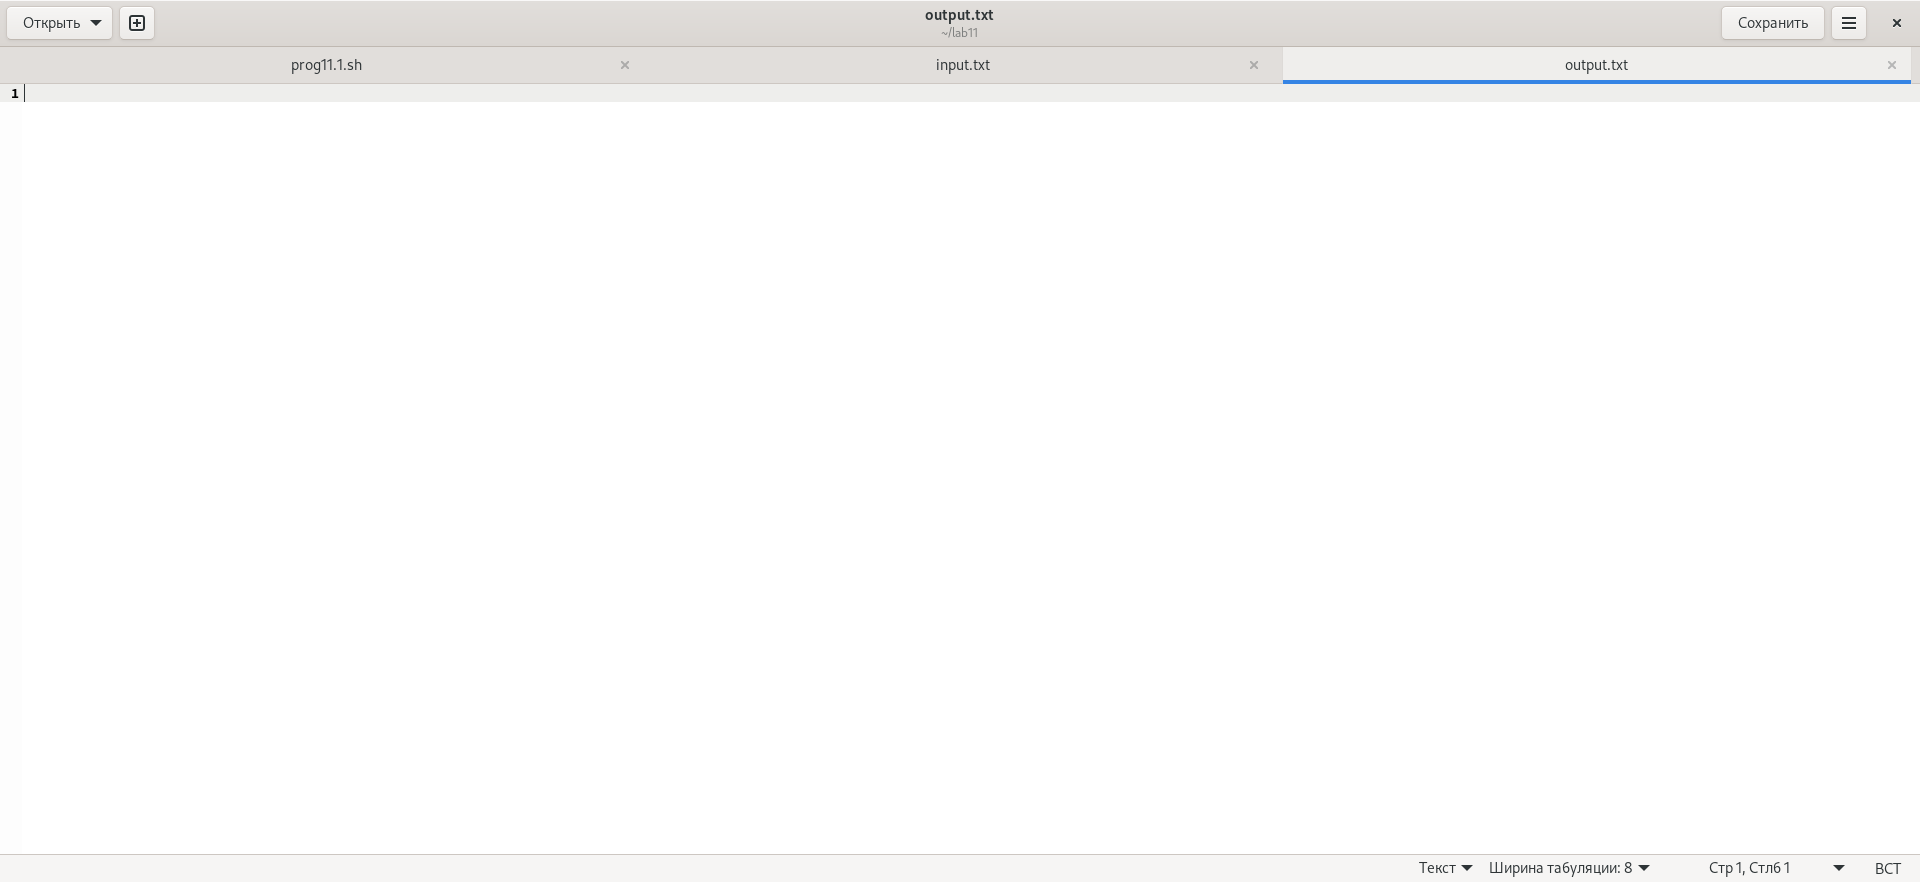 Открыть
output.txt
~/lab11
Сохранить
prog11.1.sh
input.txt
output.txt
1
Текст
Ширина табуляции: 8
Стр 1, Стлб 1
ВСТ